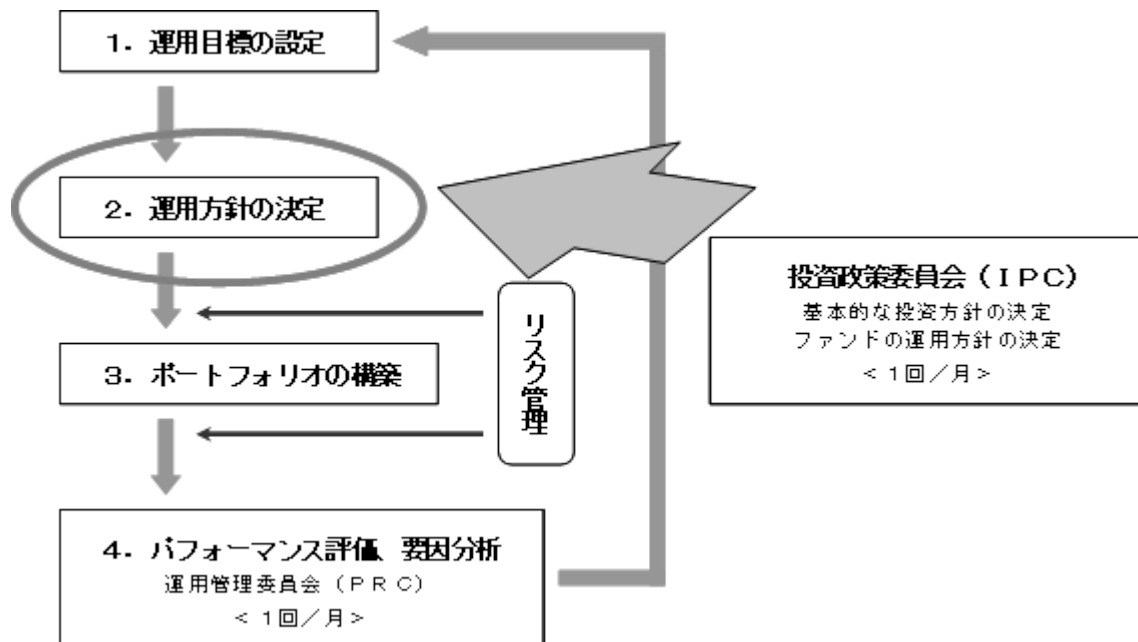 1．運用目標の設定
2．運用方針の決定
投資政策委員会（ＩＰＣ）
基本的な投資方針の決定
ファンドの運用方針の決定
＜１回／月＞
リスク管理
3．ポートフォリオの構築
4．パフォーマンス評価、要因分析
運用管理委員会（ＰＲＣ）
＜１回／月＞